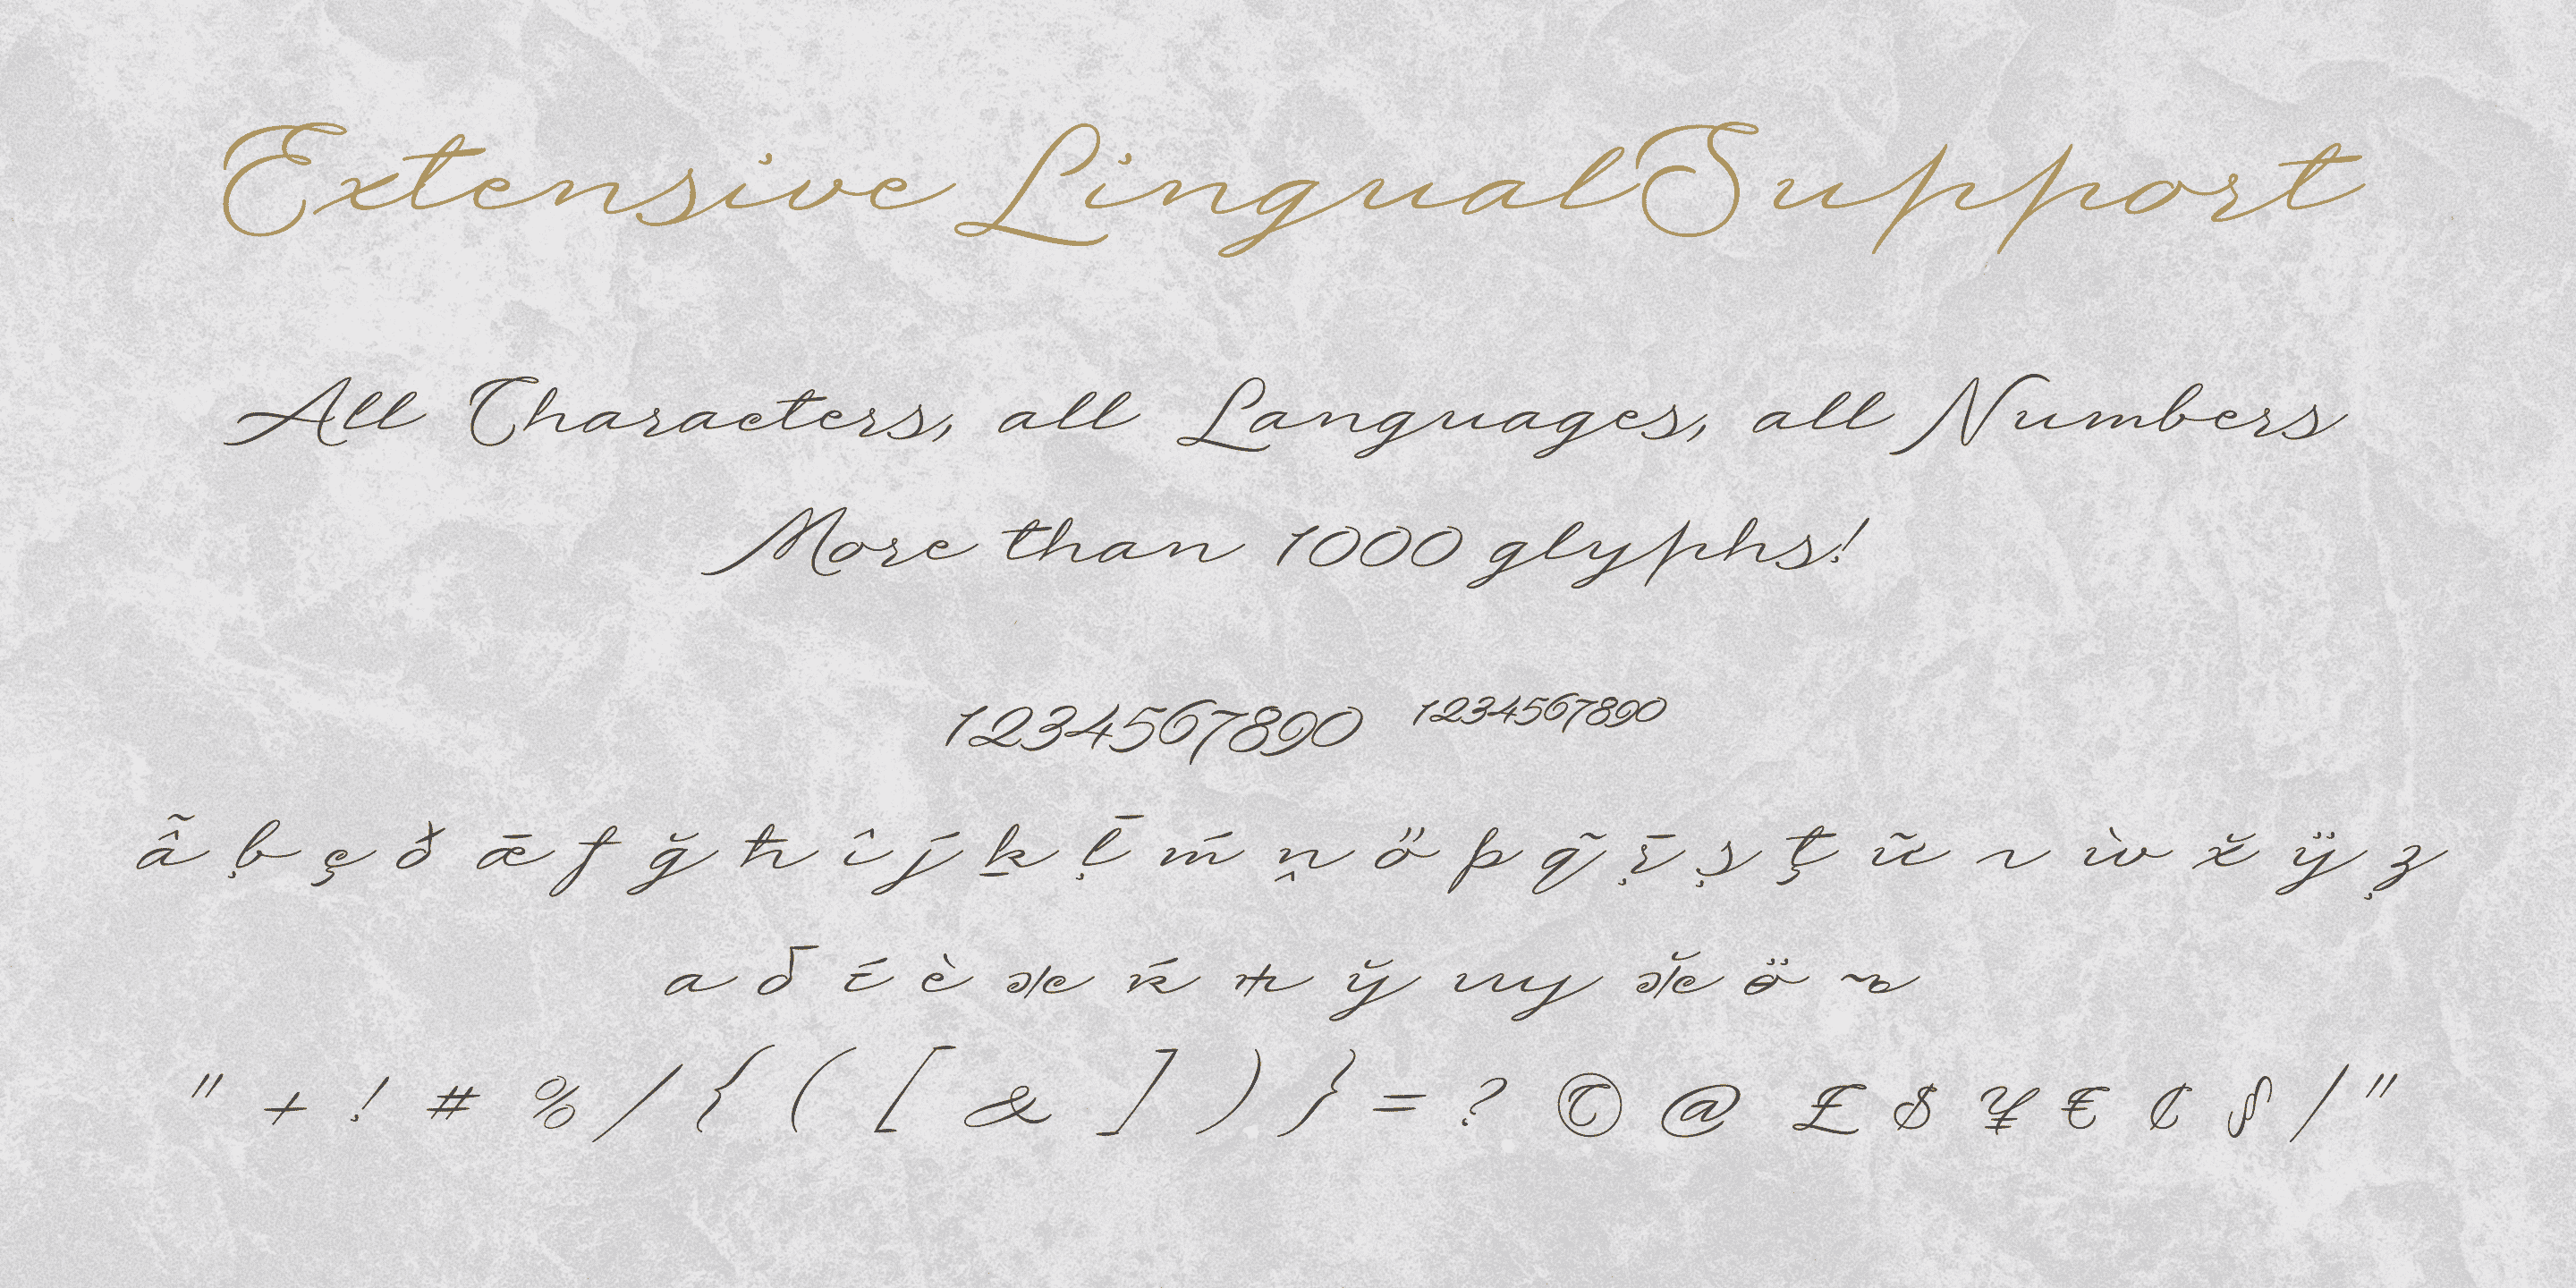 Extensive Lingual Support
All Characters, all Languages, all Numbers
More than 1000 glyphs!
1234567890 ¹²³⁴⁵⁶⁷⁸⁹⁰
ẫ ḅ ȩ ð ǣ f ğ ħ î j́ ḵ ḹ ḿ ṋ ő þ q̃ ṝ ṣ ũ ẁ x̌ ÿ ẓ
а б ѐ ў ӂ ӫ
" + ! # % / { ( [ & ] ) } = ? © @ £ $ ¥ € ₵ § / "